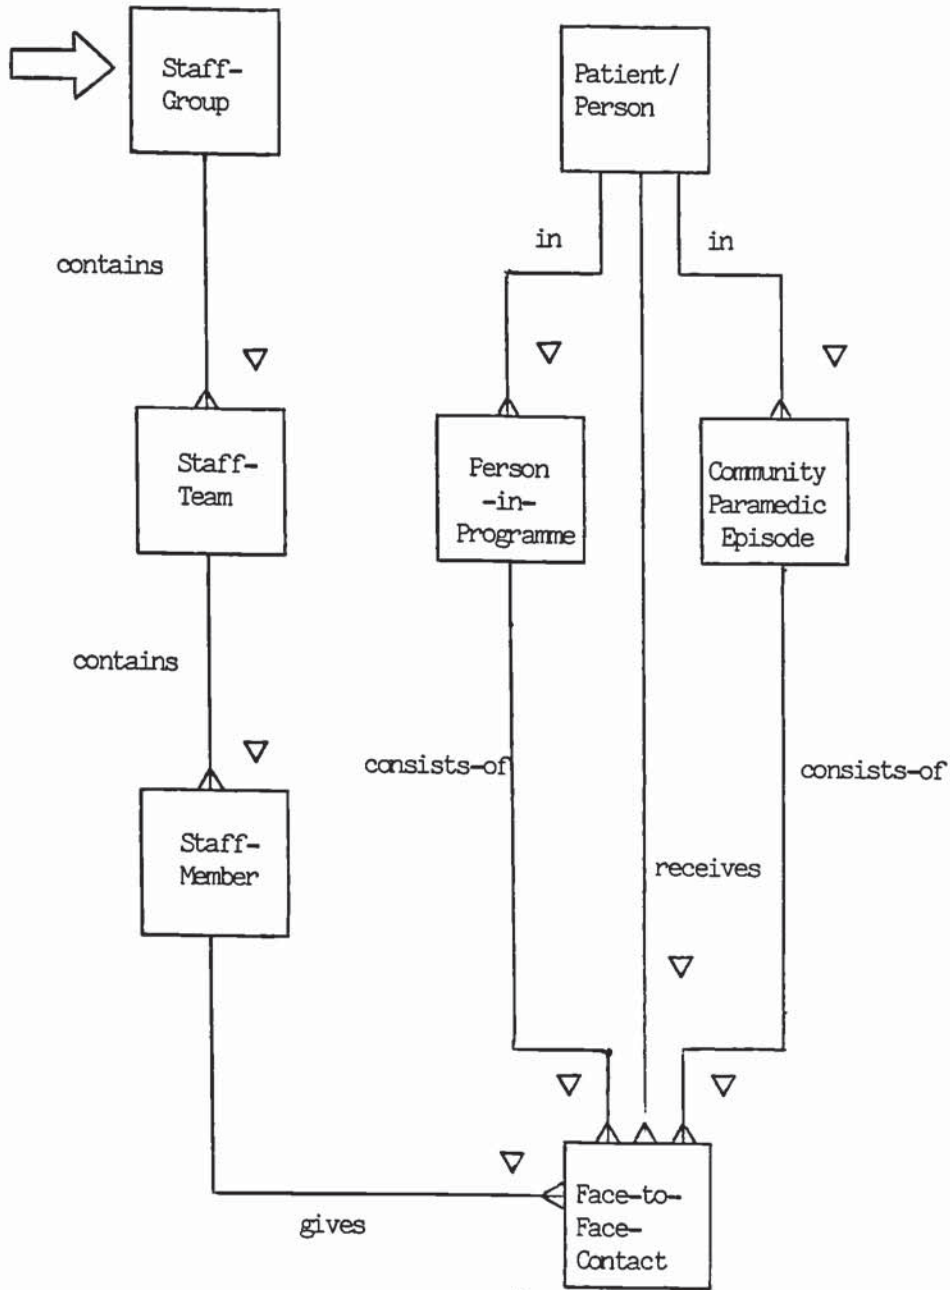 Staff-
Group
Patient/
Person
contains
in
in
Staff-
Team
Person
-in-
Programme
Community
Paramedic
Episode
contains
consists-of
consists-of
Staff-
Member
receives
gives
Face-to-
Face-
Contact